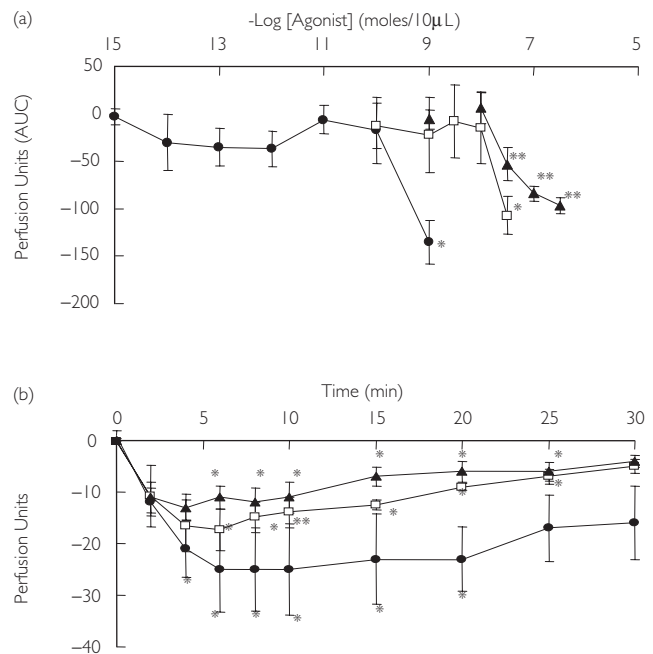 (a)
-Log [Agonist] (moles/10μL)
15 13 11 9 7 5
Perfusion Units (AUC)
50
0
−50
−100
−150
−200
*
*
**
**
**
(b)
Time (min)
0 5 10 15 20 25 30
Perfusion Units
0
−10
−20
−30
−40
* * * * * *
* * ** * * *
* * * * * *